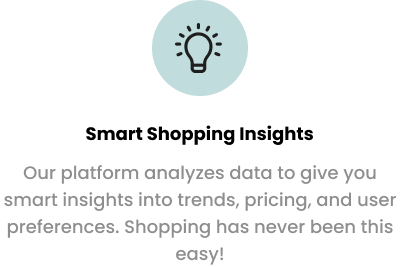 Smart Shopping Insights
Our platform analyzes data to give you
smart insights into trends, pricing, and user
preferences. Shopping has never been this
easy!